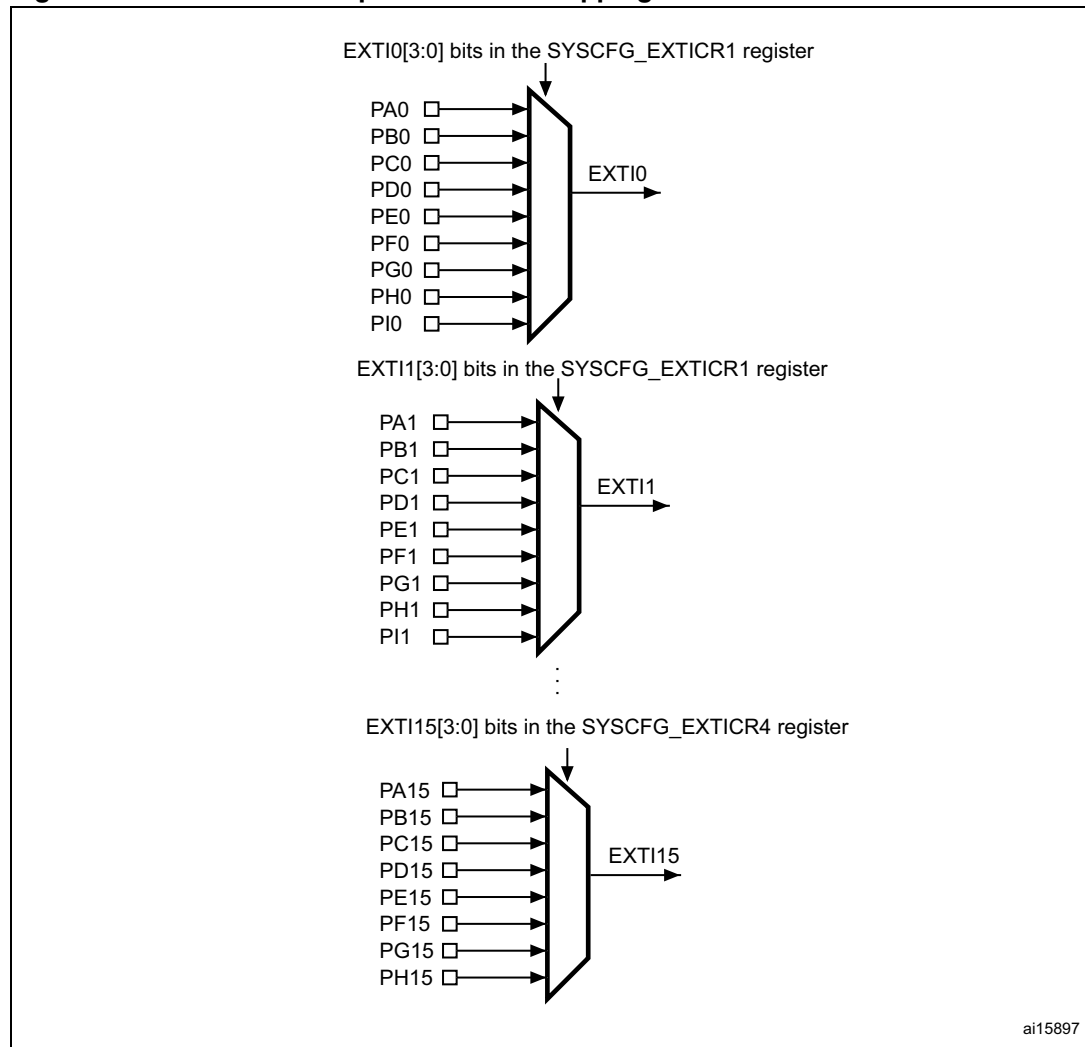 EXTI0[3:0] bits in the SYSCFG_EXTICR1 register
PA0
PB0
PC0
PD0
PE0
PF0
PG0
PH0
PI0
EXTI0
EXTI1[3:0] bits in the SYSCFG_EXTICR1 register
PA1
PB1
PC1
PD1
PE1
PF1
PG1
PH1
PI1
EXTI1
EXTI15[3:0] bits in the SYSCFG_EXTICR4 register
PA15
PB15
PC15
PD15
PE15
PF15
PG15
PH15
EXTI15
ai15897